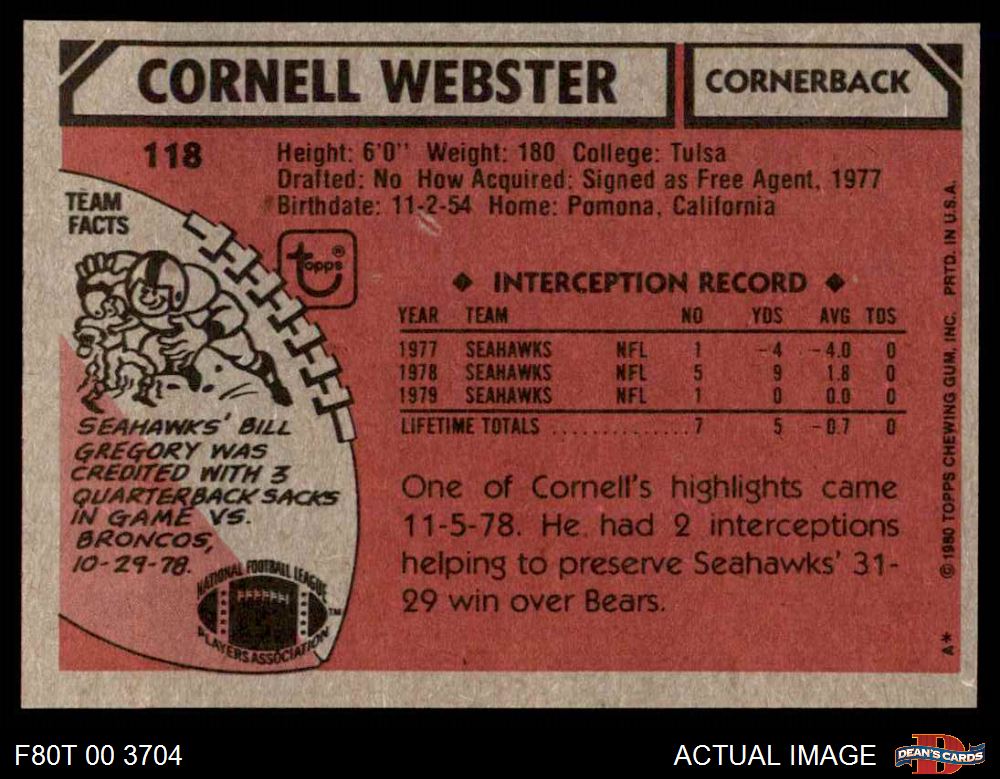 CORNELL WEBSTER
CORNERBACK
118
Height: 6'0" Weight: 180 College: Tulsa
Drafted: No How Acquired: Signed as Free Agent, 1977
Birthdate: 11-2-54 Home: Pomona, California
TEAM
FACTS
topps®
SEAHAWKS' BILL
GREGORY WAS
CREDITED WITH 3
QUARTERBACK SACKS
IN GAME VS.
BRONCOS,
10-29-78.
NATIONAL FOOTBALL LEAGUE
PLAYERS ASSOCIATION
TM
◆ INTERCEPTION RECORD ◆
YEAR TEAM NO YDS AVG TDS
1977 SEAHAWKS NFL 1 -4 -4.0 0
1978 SEAHAWKS NFL 5 9 1.8 0
1979 SEAHAWKS NFL 1 0 0.0 0
LIFETIME TOTALS ............... 7 5 -0.7 0
One of Cornell's highlights came
11-5-78. He had 2 interceptions
helping to preserve Seahawks' 31-
29 win over Bears.
A* © 1980 TOPPS CHEWING GUM, INC. PRTD. IN U.S.A.
F80T 00 3704
ACTUAL IMAGE
D
DEAN'S CARDS